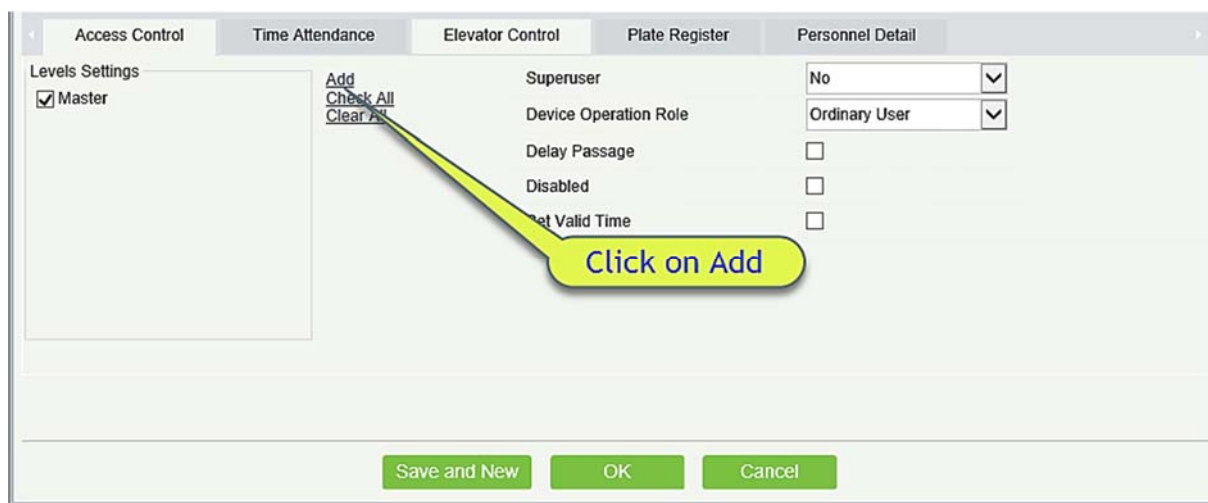 Access Control Time Attendance Elevator Control Plate Register Personnel Detail
Levels Settings
Master
Add
Check All
Clear All
Superuser No
Device Operation Role Ordinary User
Delay Passage
Disabled
Set Valid Time
Click on Add
Save and New OK Cancel